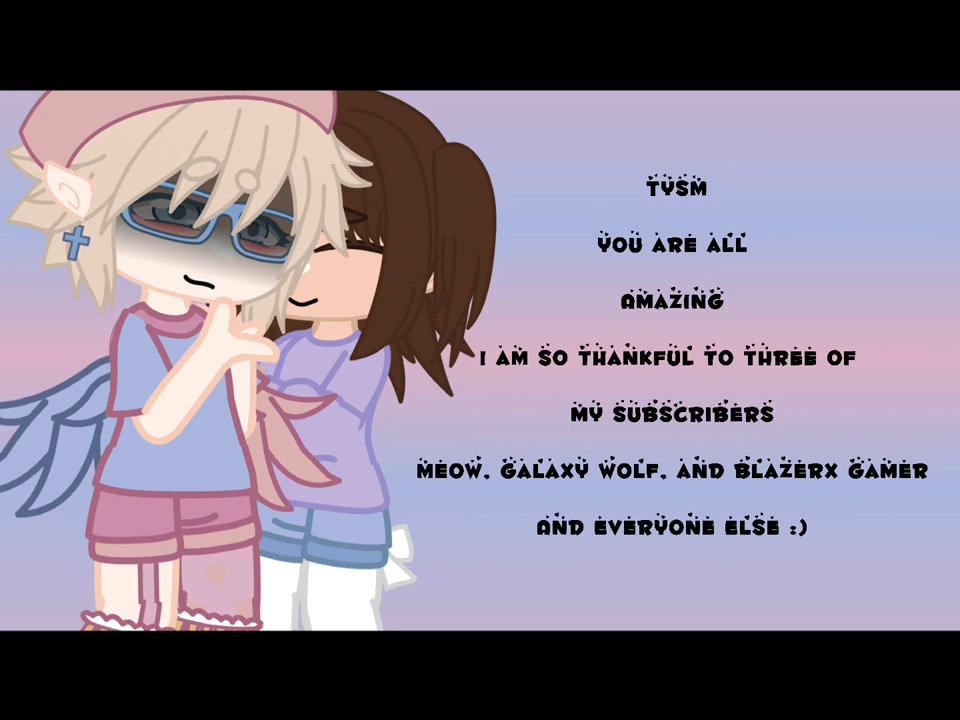 TYSM
YOU ARE ALL
AMAZING
I AM SO THANKFUL TO THREE OF
MY SUBSCRIBERS
MEOW, GALAXY WOLF, AND BLAZERX GAMER
AND EVERYONE ELSE :)